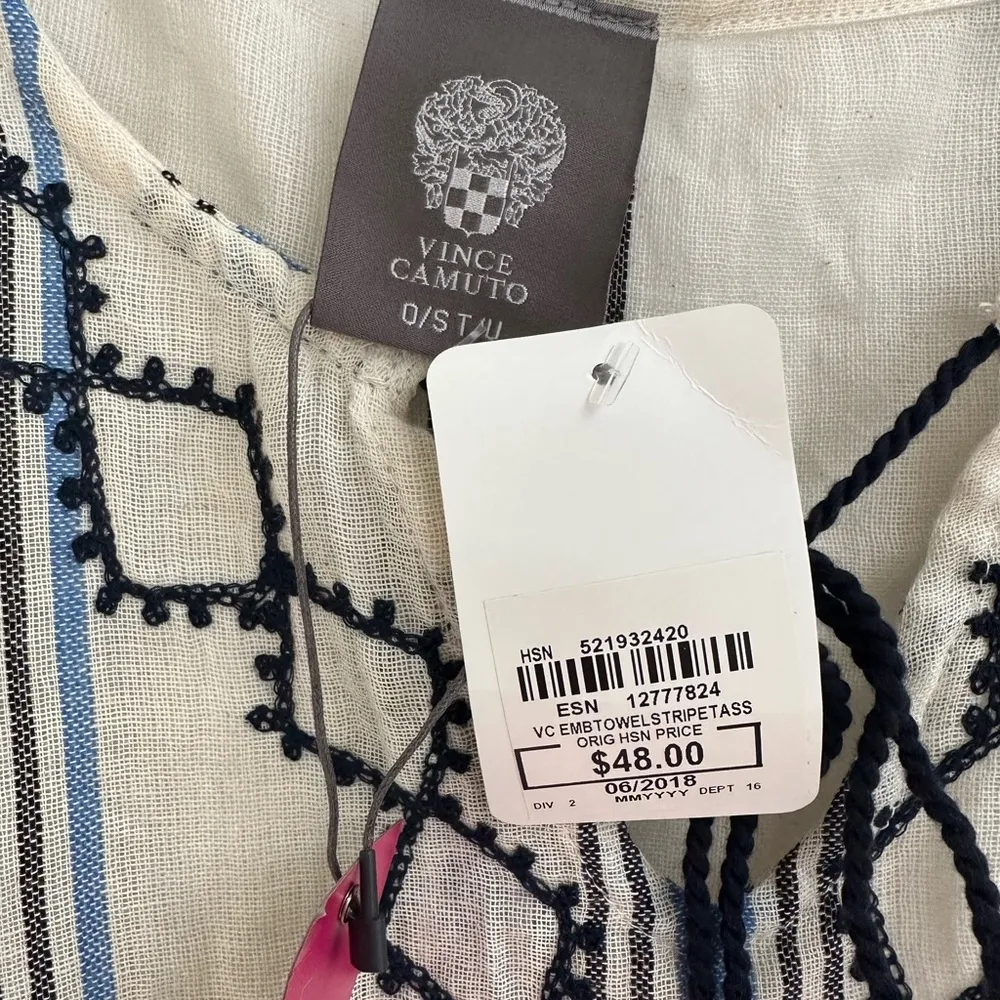 VINCE
CAMUTO
O/S T/U
HSN 521932420
ESN 12777824
VC EMBTOWELSTRIPETASS
ORIG HSN PRICE
$48.00
06/2018
DIV 2 MMYYYY DEPT 16